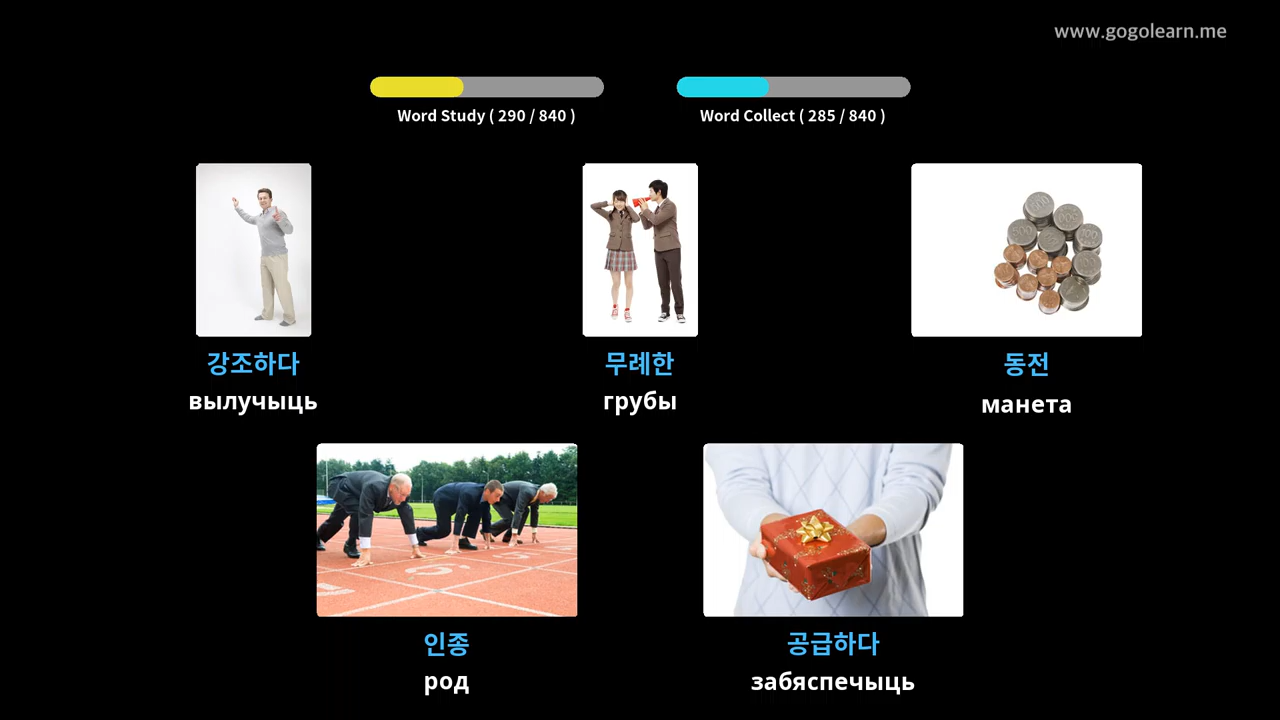 www.gogolearn.me
Word Study ( 290 / 840 )
Word Collect ( 285 / 840 )
강조하다
вылучыць
무례한
грубы
동전
манета
인종
род
공급하다
забяспечыць